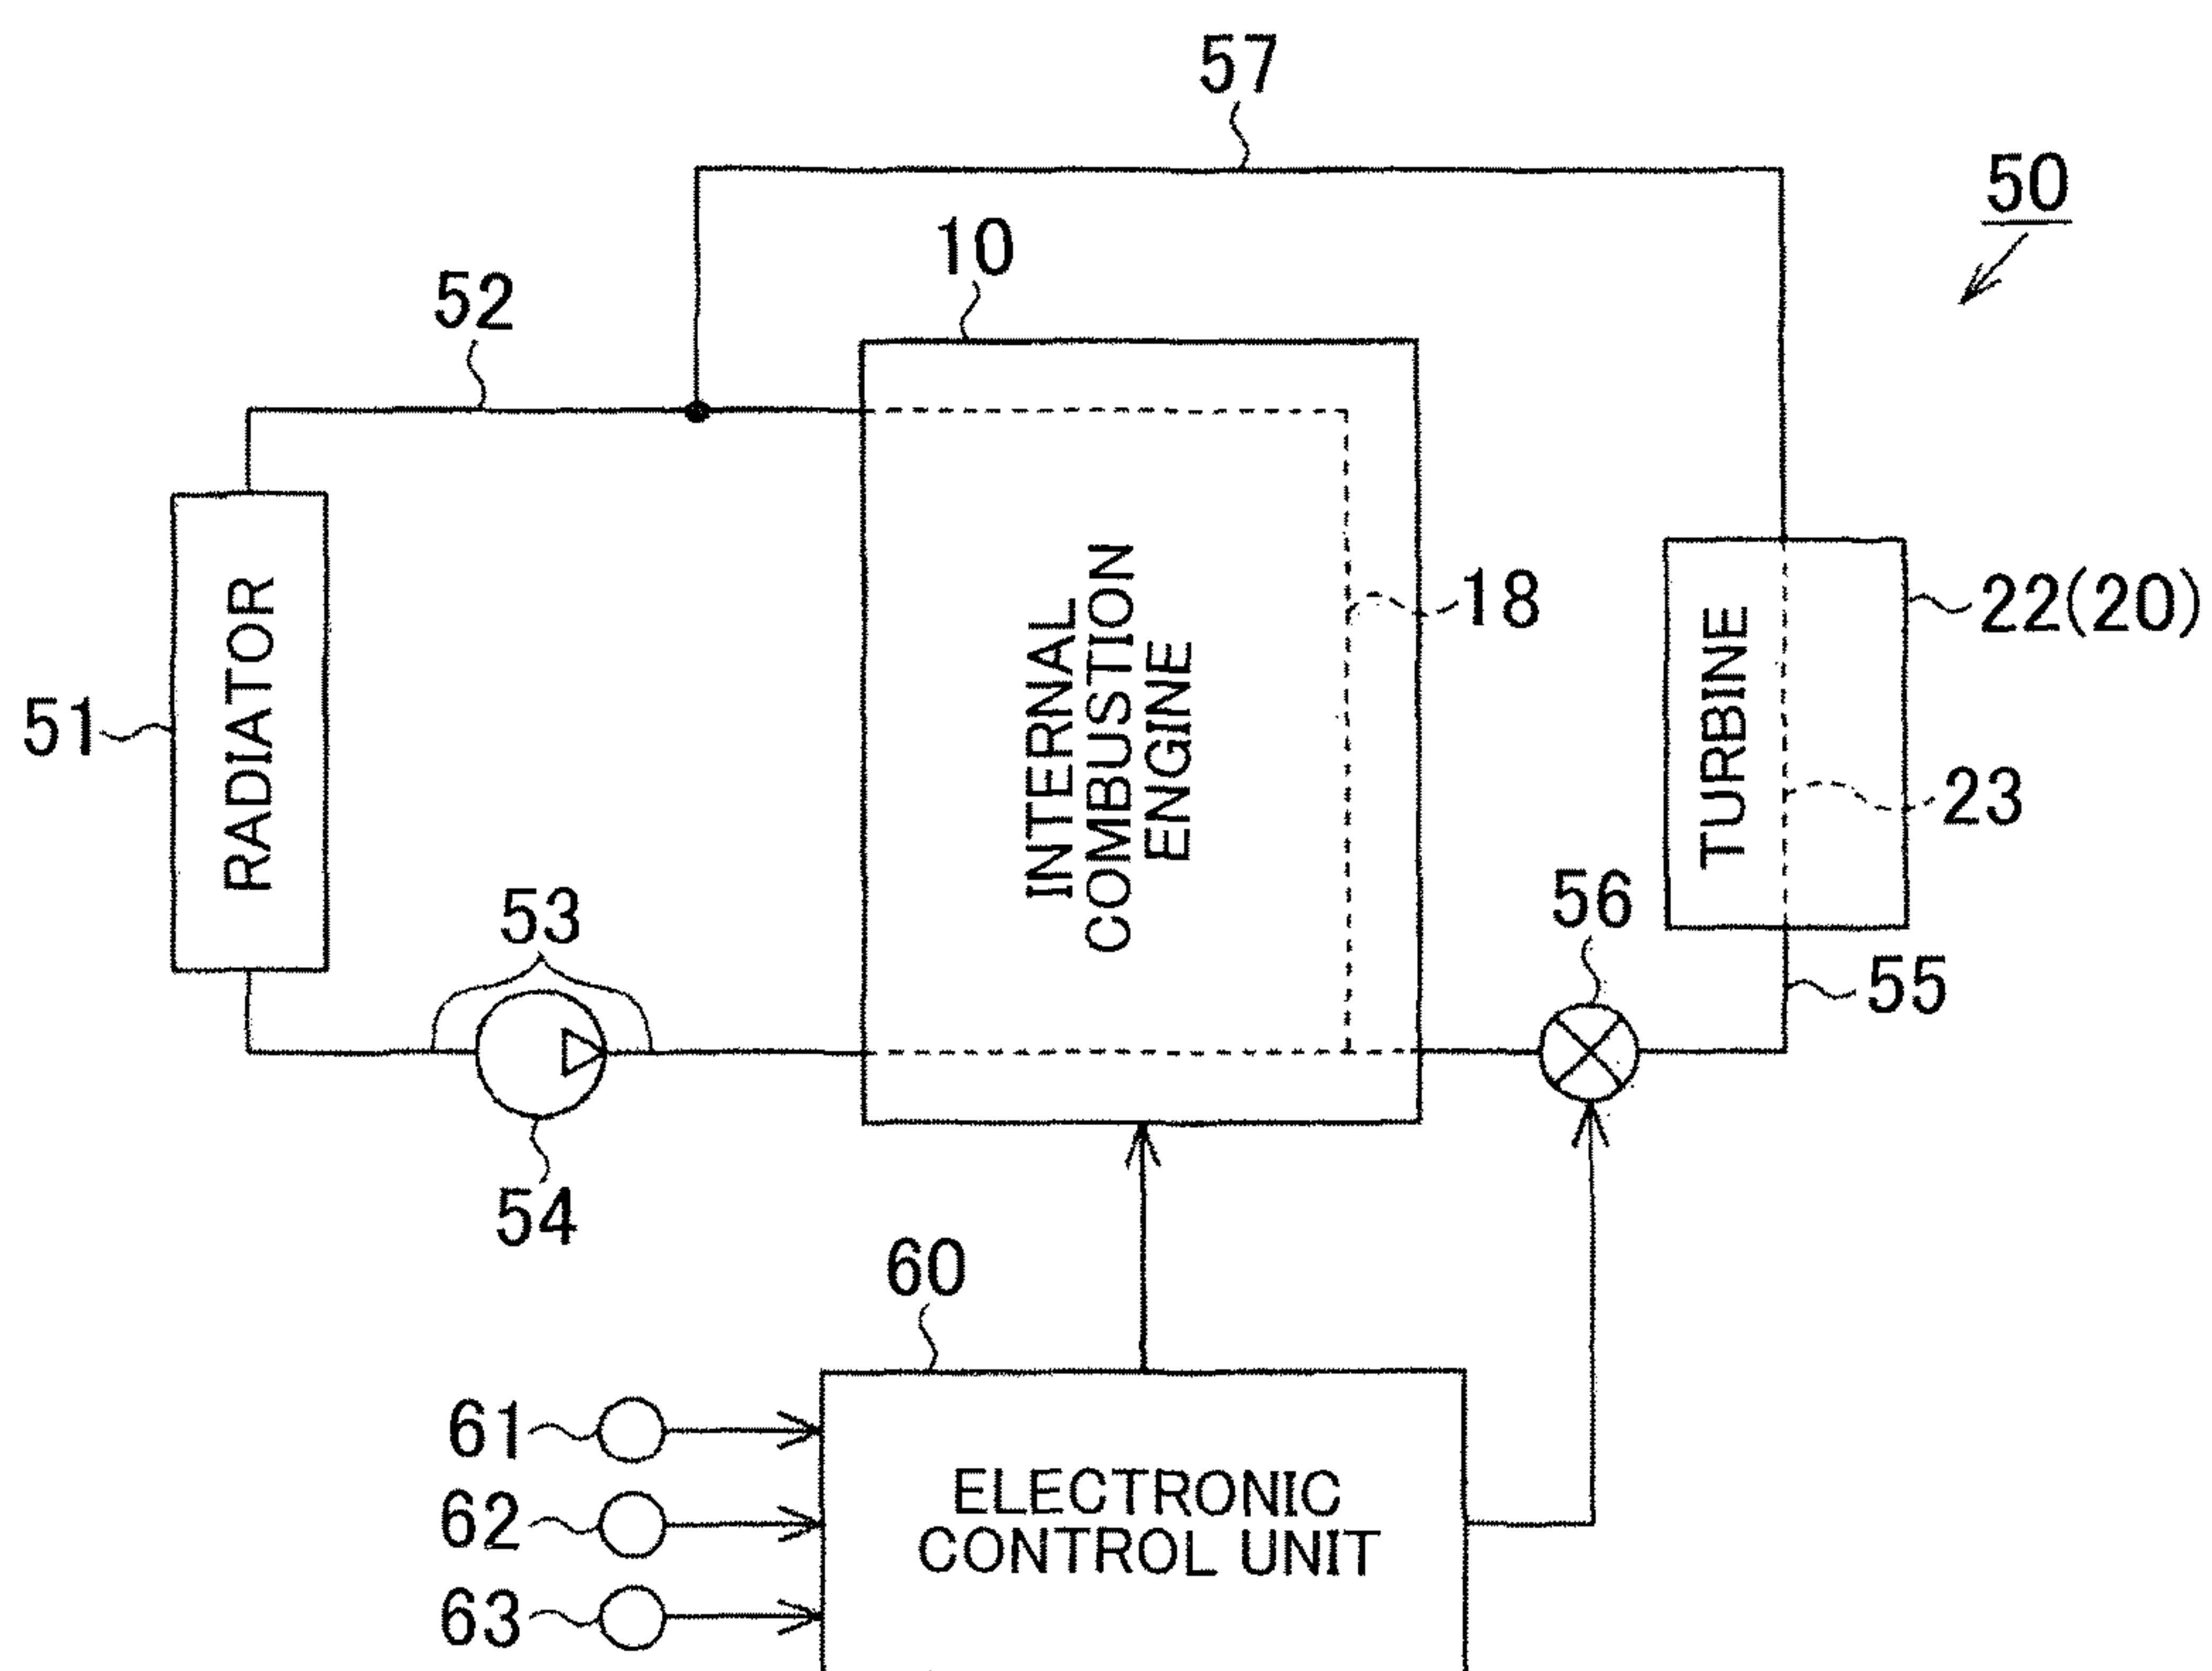 57
50
10
52
18
22(20)
RADIATOR
INTERNAL
COMBUSTION
ENGINE
TURBINE
51
23
53
56
55
54
60
61
62
63
ELECTRONIC
CONTROL UNIT